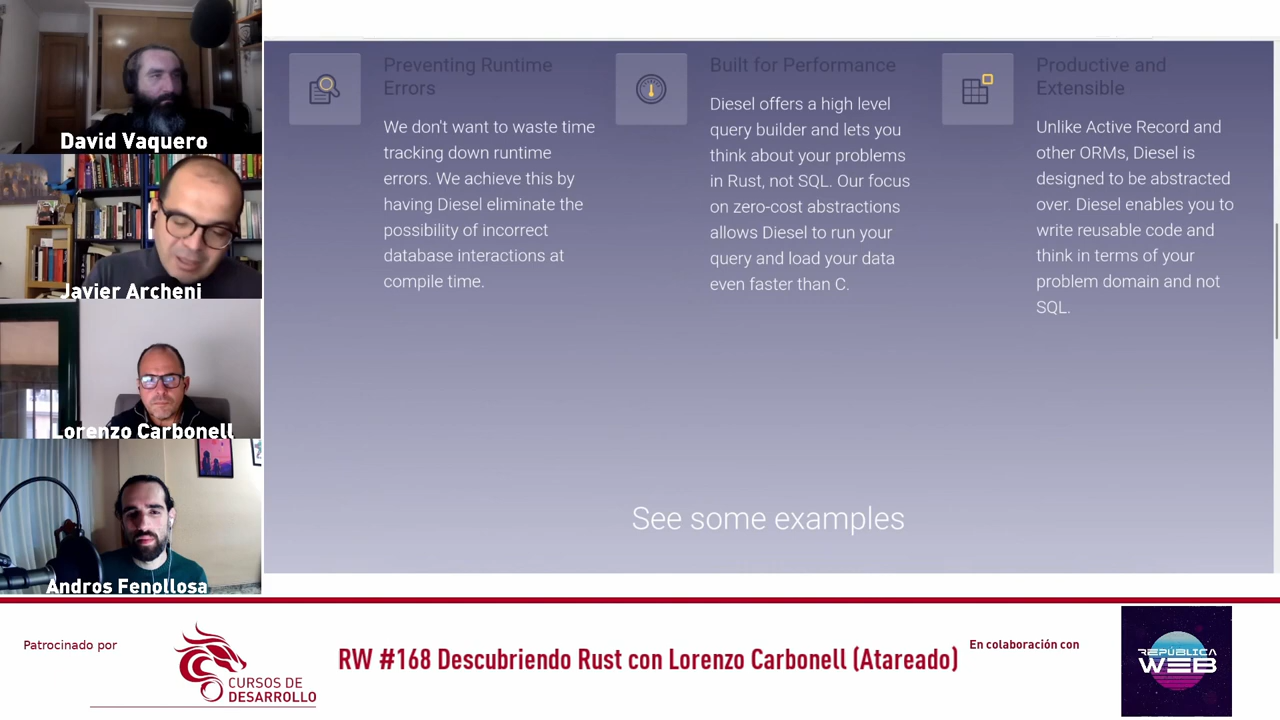 David Vaquero
Javier Archeni
Lorenzo Carbonell
Andros Fenollosa
Preventing Runtime
Errors
We don't want to waste time
tracking down runtime
errors. We achieve this by
having Diesel eliminate the
possibility of incorrect
database interactions at
compile time.
Built for Performance
Diesel offers a high level
query builder and lets you
think about your problems
in Rust, not SQL. Our focus
on zero-cost abstractions
allows Diesel to run your
query and load your data
even faster than C.
Productive and
Extensible
Unlike Active Record and
other ORMs, Diesel is
designed to be abstracted
over. Diesel enables you to
write reusable code and
think in terms of your
problem domain and not
SQL.
See some examples
Patrocinado por
CURSOS DE
DESARROLLO
RW #168 Descubriendo Rust con Lorenzo Carbonell (Atareado)
En colaboración con
REPÚBLICA
WEB